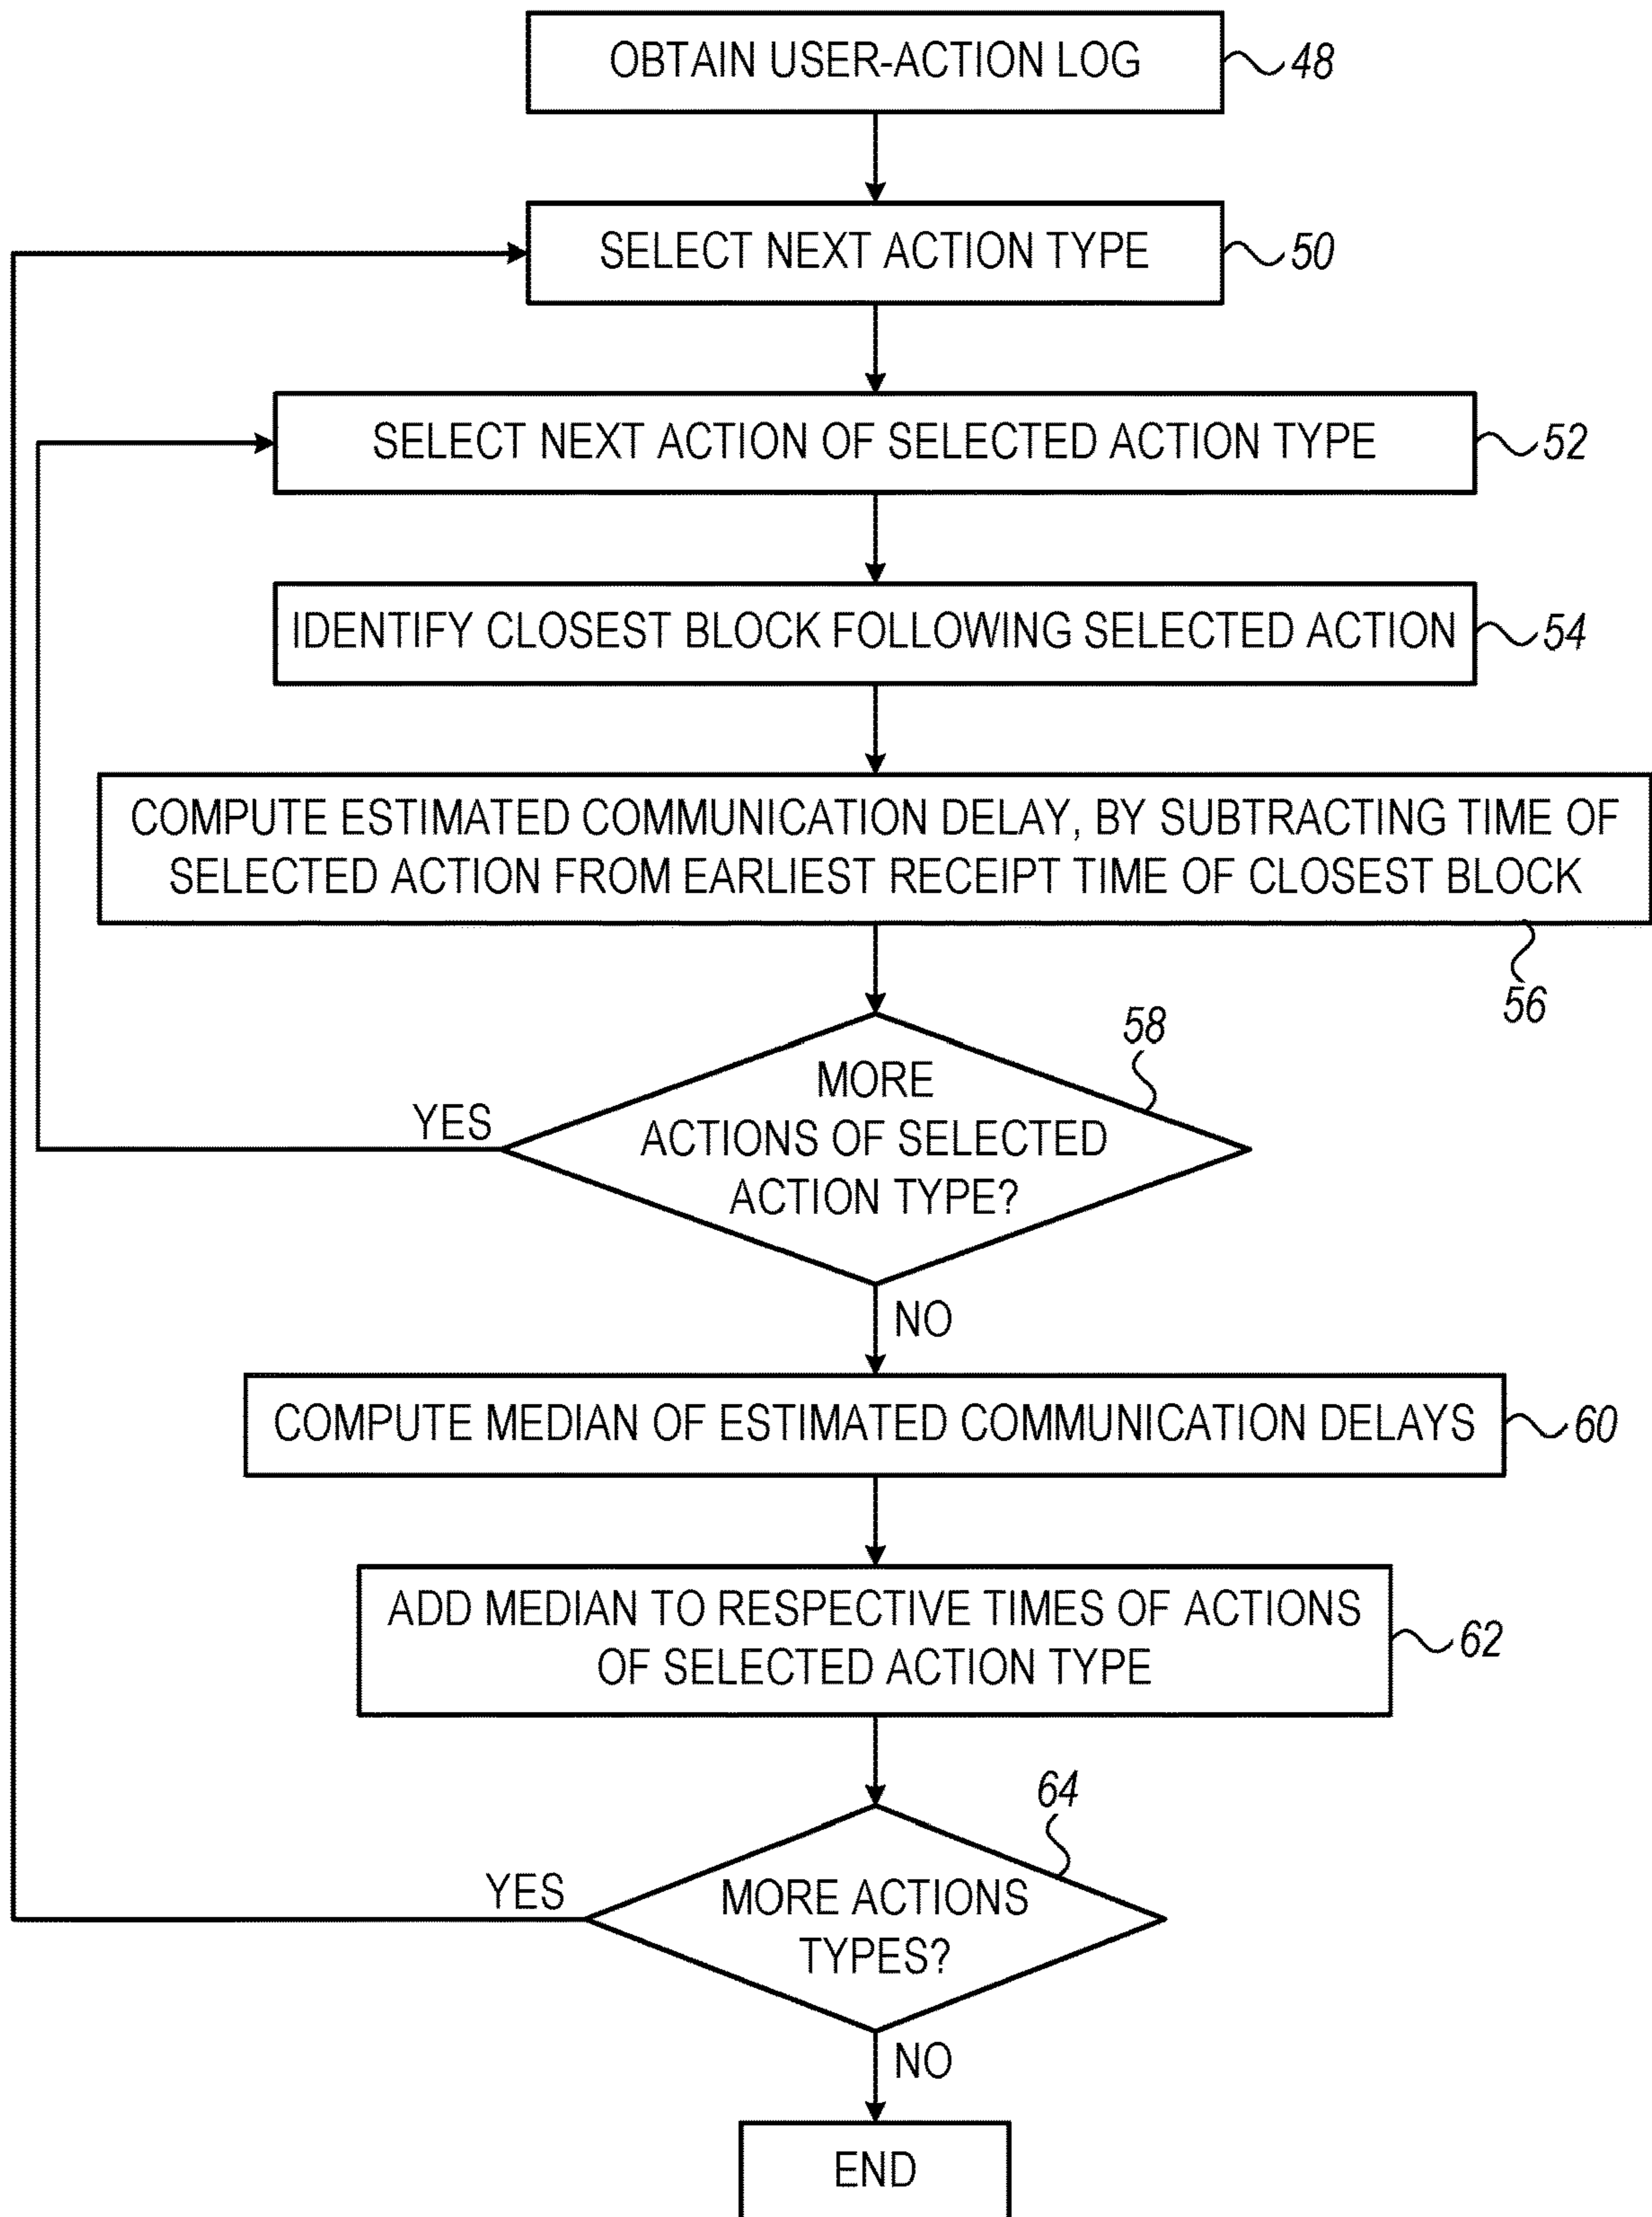 OBTAIN USER-ACTION LOG
48
SELECT NEXT ACTION TYPE
50
SELECT NEXT ACTION OF SELECTED ACTION TYPE
52
IDENTIFY CLOSEST BLOCK FOLLOWING SELECTED ACTION
54
COMPUTE ESTIMATED COMMUNICATION DELAY, BY SUBTRACTING TIME OF
SELECTED ACTION FROM EARLIEST RECEIPT TIME OF CLOSEST BLOCK
56
58
MORE
ACTIONS OF SELECTED
ACTION TYPE?
YES
NO
COMPUTE MEDIAN OF ESTIMATED COMMUNICATION DELAYS
60
ADD MEDIAN TO RESPECTIVE TIMES OF ACTIONS
OF SELECTED ACTION TYPE
62
64
MORE ACTIONS
TYPES?
YES
NO
END